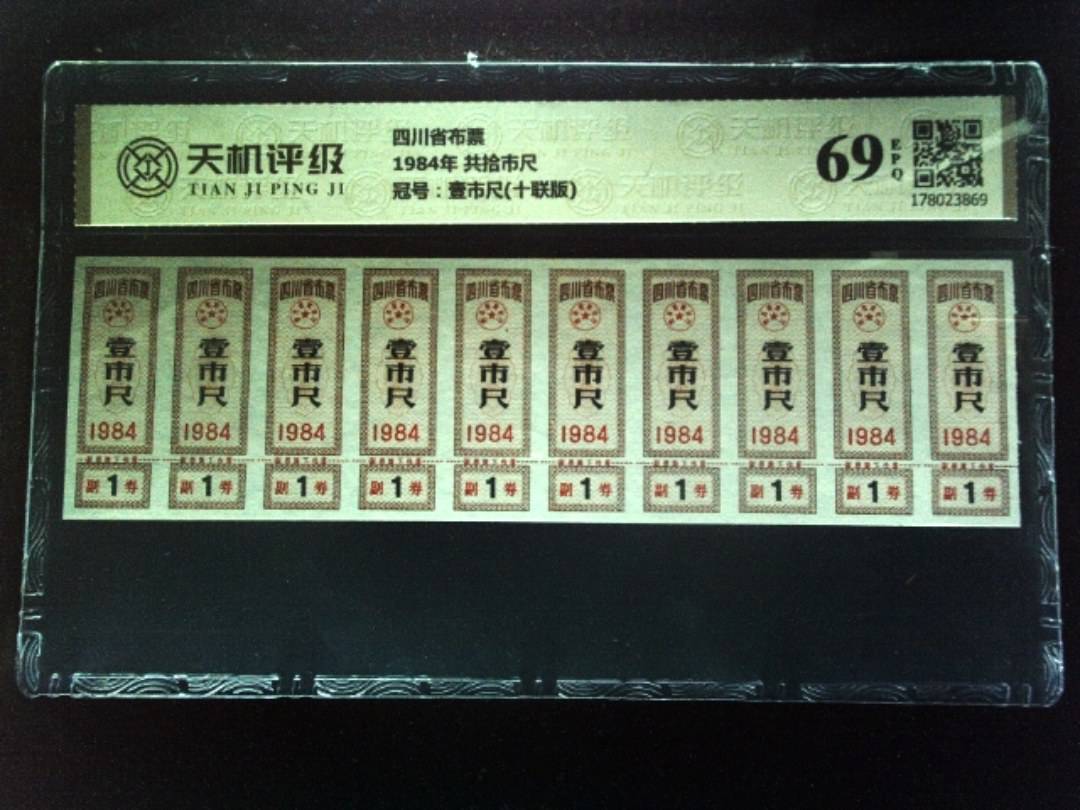 天机评级
TIAN JI PING JI
四川省布票
1984年 共拾市尺
冠号：壹市尺(十联版)
69
EPQ
178023869
四川省布票 四川省布票 四川省布票 四川省布票 四川省布票 四川省布票 四川省布票 四川省布票 四川省布票 四川省布票
壹市尺 壹市尺 壹市尺 壹市尺 壹市尺 壹市尺 壹市尺 壹市尺 壹市尺 壹市尺
1984 1984 1984 1984 1984 1984 1984 1984 1984 1984
副1券 副1券 副1券 副1券 副1券 副1券 副1券 副1券 副1券 副1券